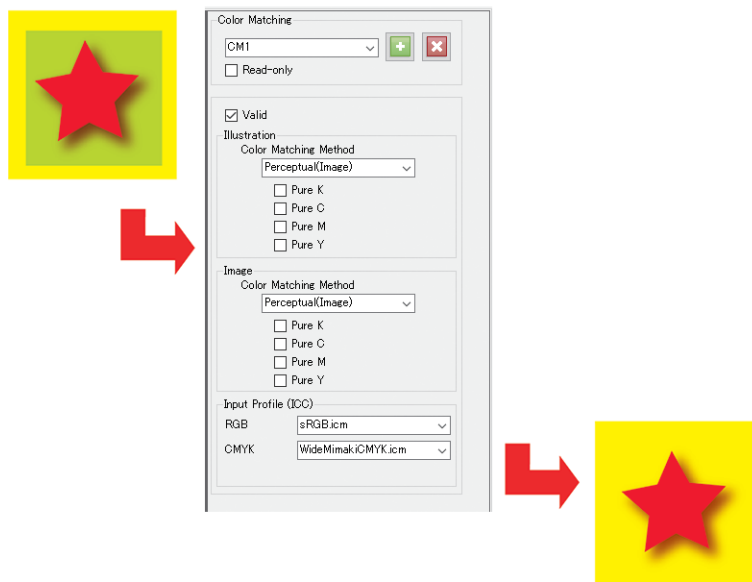 Color Matching
CM1
Read-only
Valid
Illustration
Color Matching Method
Perceptual(Image)
Pure K
Pure C
Pure M
Pure Y
Image
Color Matching Method
Perceptual(Image)
Pure K
Pure C
Pure M
Pure Y
Input Profile (ICC)
RGB sRGB.icm
CMYK WideMimakiCMYK.icm